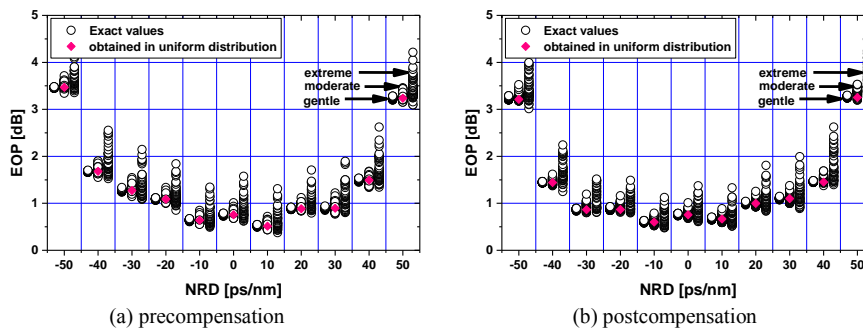 5
4
3
2
1
0
EOP [dB]
Exact values
obtained in uniform distribution
extreme
moderate
gentle
-50 -40 -30 -20 -10 0 10 20 30 40 50
NRD [ps/nm]
(a) precompensation
5
4
3
2
1
0
EOP [dB]
Exact values
obtained in uniform distribution
extreme
moderate
gentle
-50 -40 -30 -20 -10 0 10 20 30 40 50
NRD [ps/nm]
(b) postcompensation